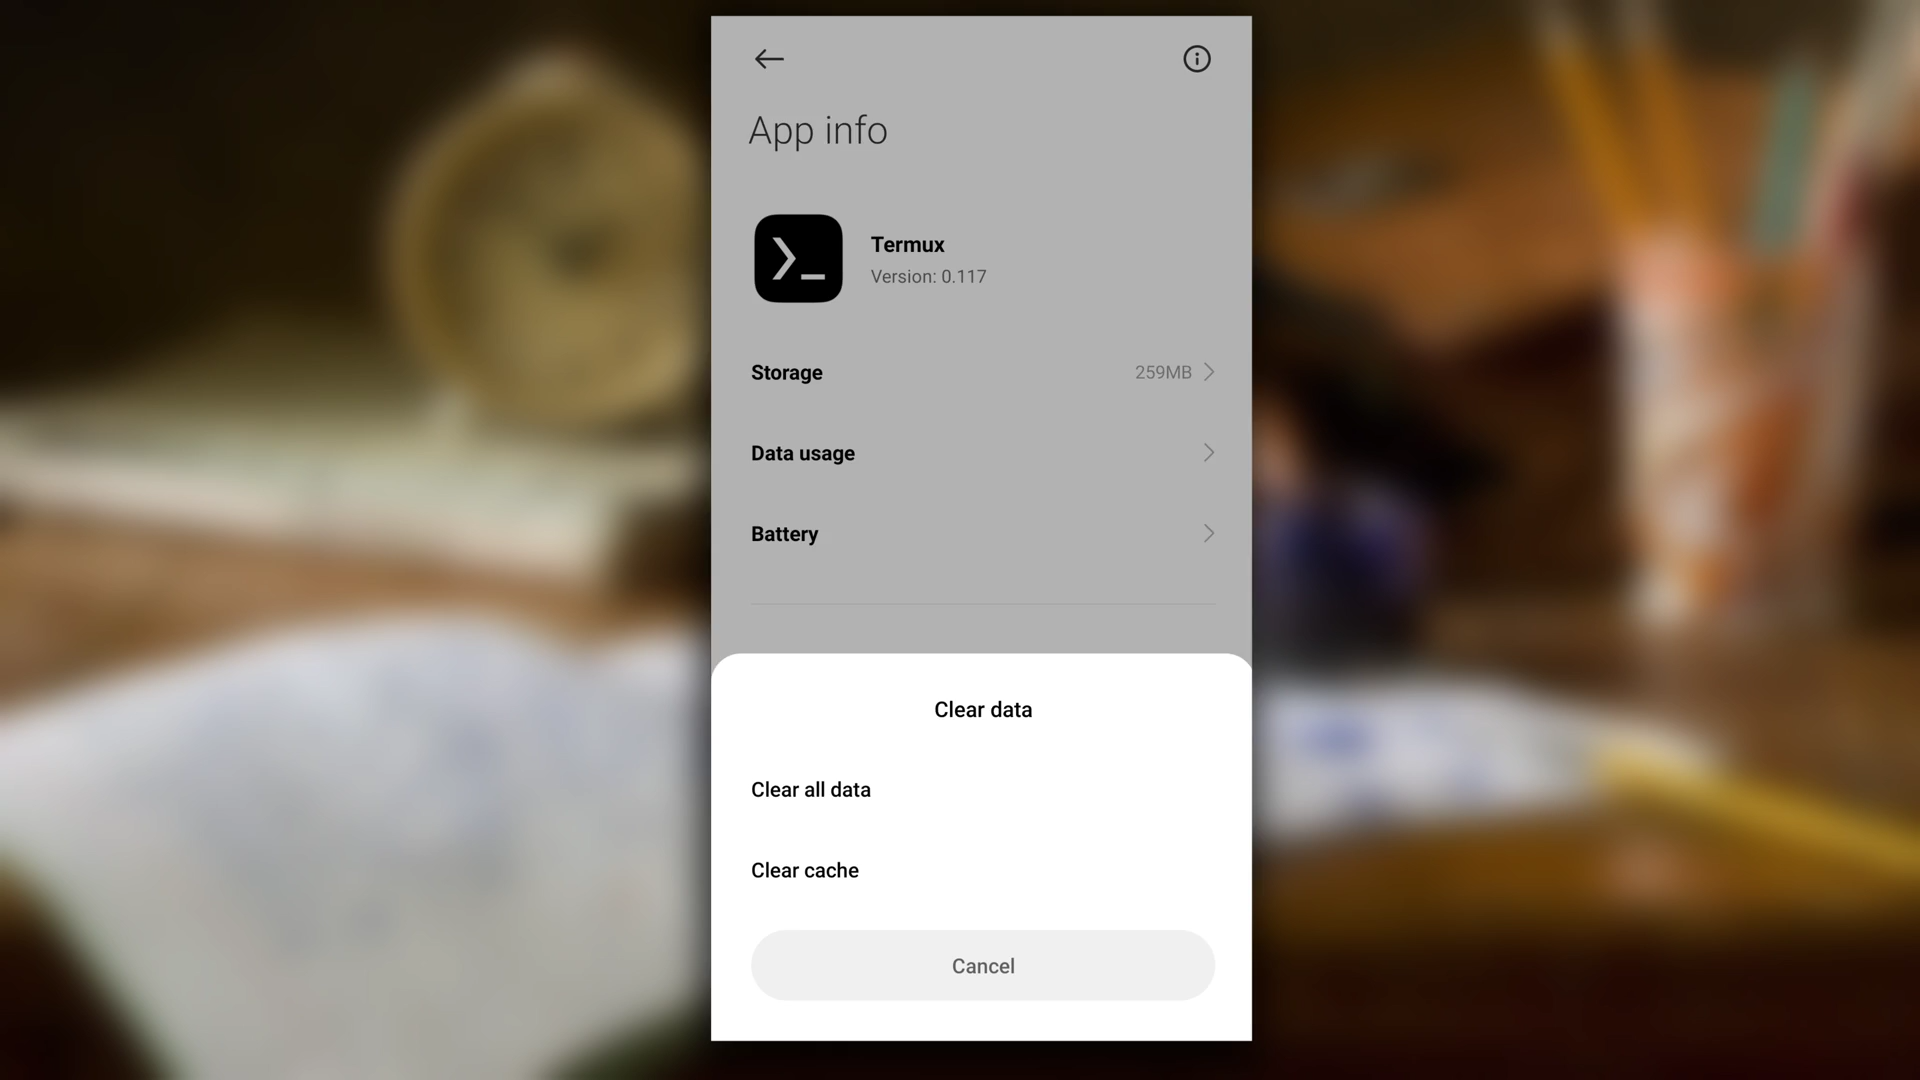 App info
Termux
Version: 0.117
Storage 259MB
Data usage
Battery
Clear data
Clear all data
Clear cache
Cancel